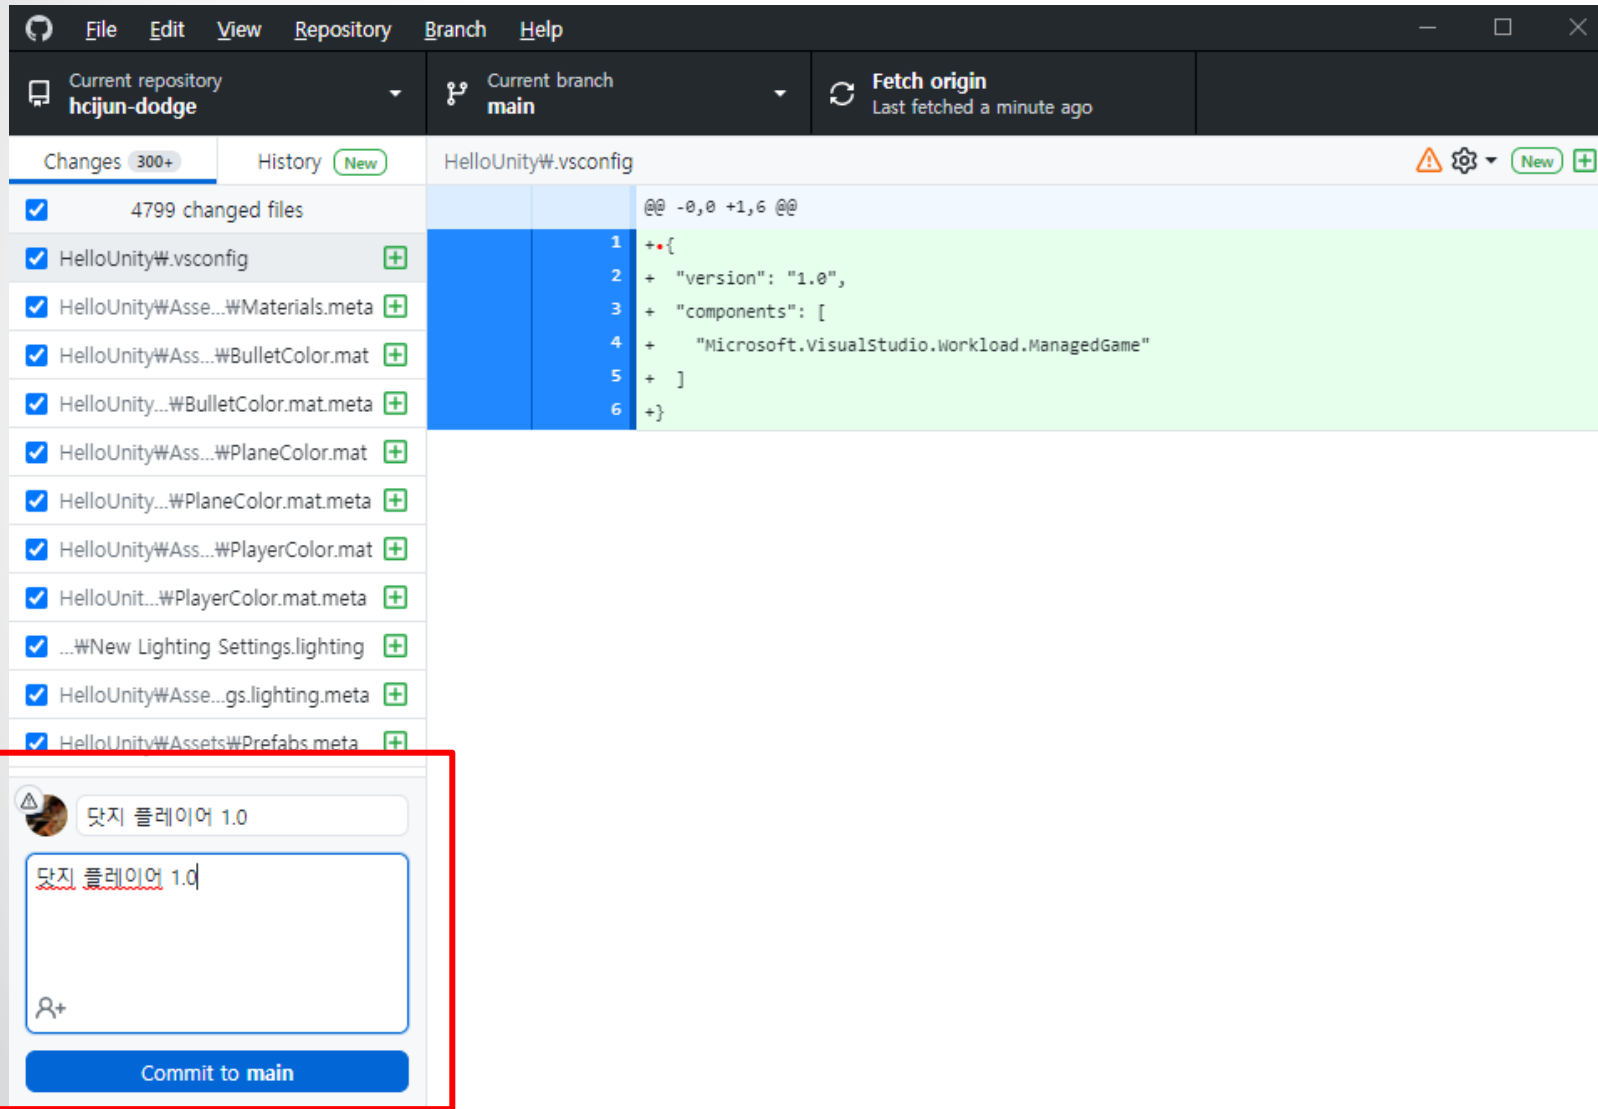 File Edit View Repository Branch Help
Current repository
hcijun-dodge
Current branch
main
Fetch origin
Last fetched a minute ago
Changes 300+
History New
HelloUnity₩.vsconfig
New
4799 changed files
HelloUnity₩.vsconfig
HelloUnity₩Asse...₩Materials.meta
HelloUnity₩Ass...₩BulletColor.mat
HelloUnity...₩BulletColor.mat.meta
HelloUnity₩Ass...₩PlaneColor.mat
HelloUnity...₩PlaneColor.mat.meta
HelloUnity₩Ass...₩PlayerColor.mat
HelloUnit...₩PlayerColor.mat.meta
...₩New Lighting Settings.lighting
HelloUnity₩Asse...gs.lighting.meta
HelloUnity₩Assets₩Prefabs.meta
@@ -0,0 +1,6 @@
1 +•{
2 + "version": "1.0",
3 + "components": [
4 + "Microsoft.VisualStudio.Workload.ManagedGame"
5 + ]
6 +}
닷지 플레이어 1.0
닷지 플레이어 1.0
Commit to main